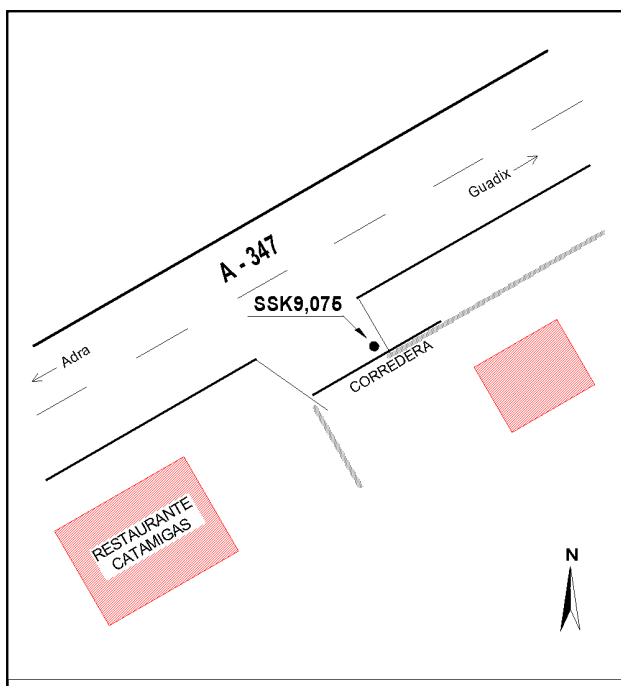 Guadix
A - 347
SSK9,075
Adra
CORREDERA
RESTAURANTE
CATAMIGAS
N